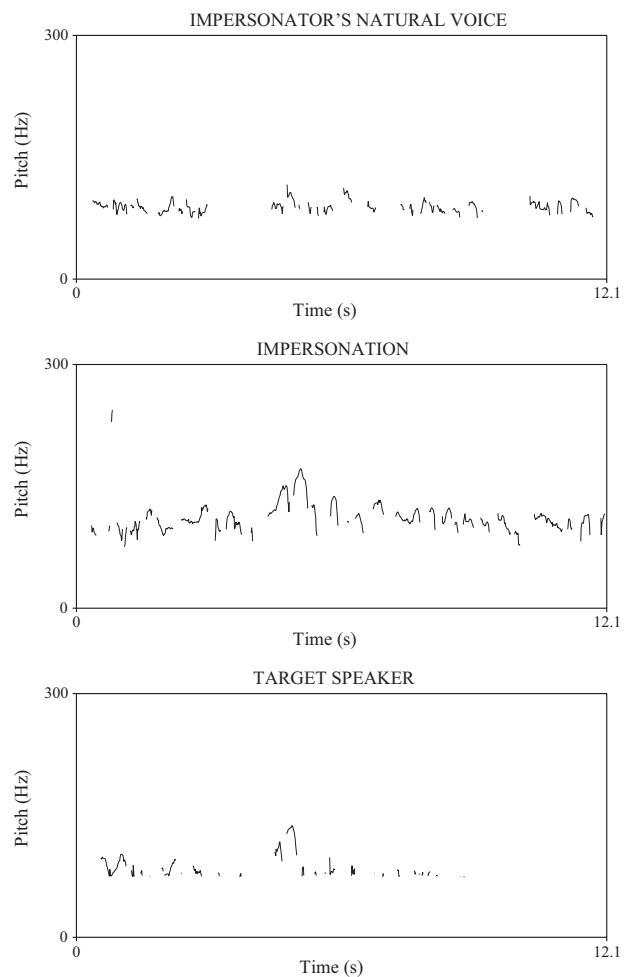 IMPERSONATOR'S NATURAL VOICE
300
Pitch (Hz)
0
0
12.1
Time (s)
IMPERSONATION
300
Pitch (Hz)
0
0
12.1
Time (s)
TARGET SPEAKER
300
Pitch (Hz)
0
0
12.1
Time (s)